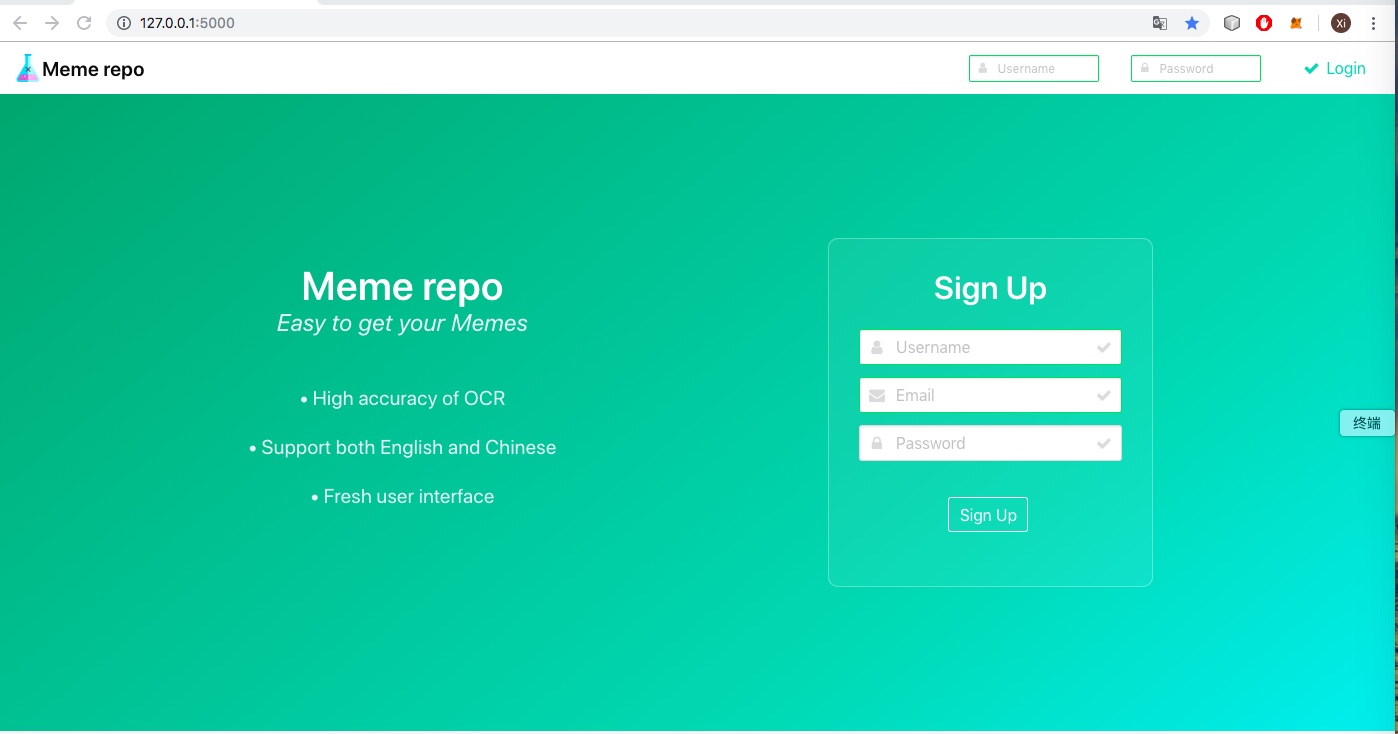 127.0.0.1:5000
Xi
Meme repo
Username
Password
Login
Meme repo
Easy to get your Memes
• High accuracy of OCR
• Support both English and Chinese
• Fresh user interface
Sign Up
Username
Email
Password
Sign Up
终端